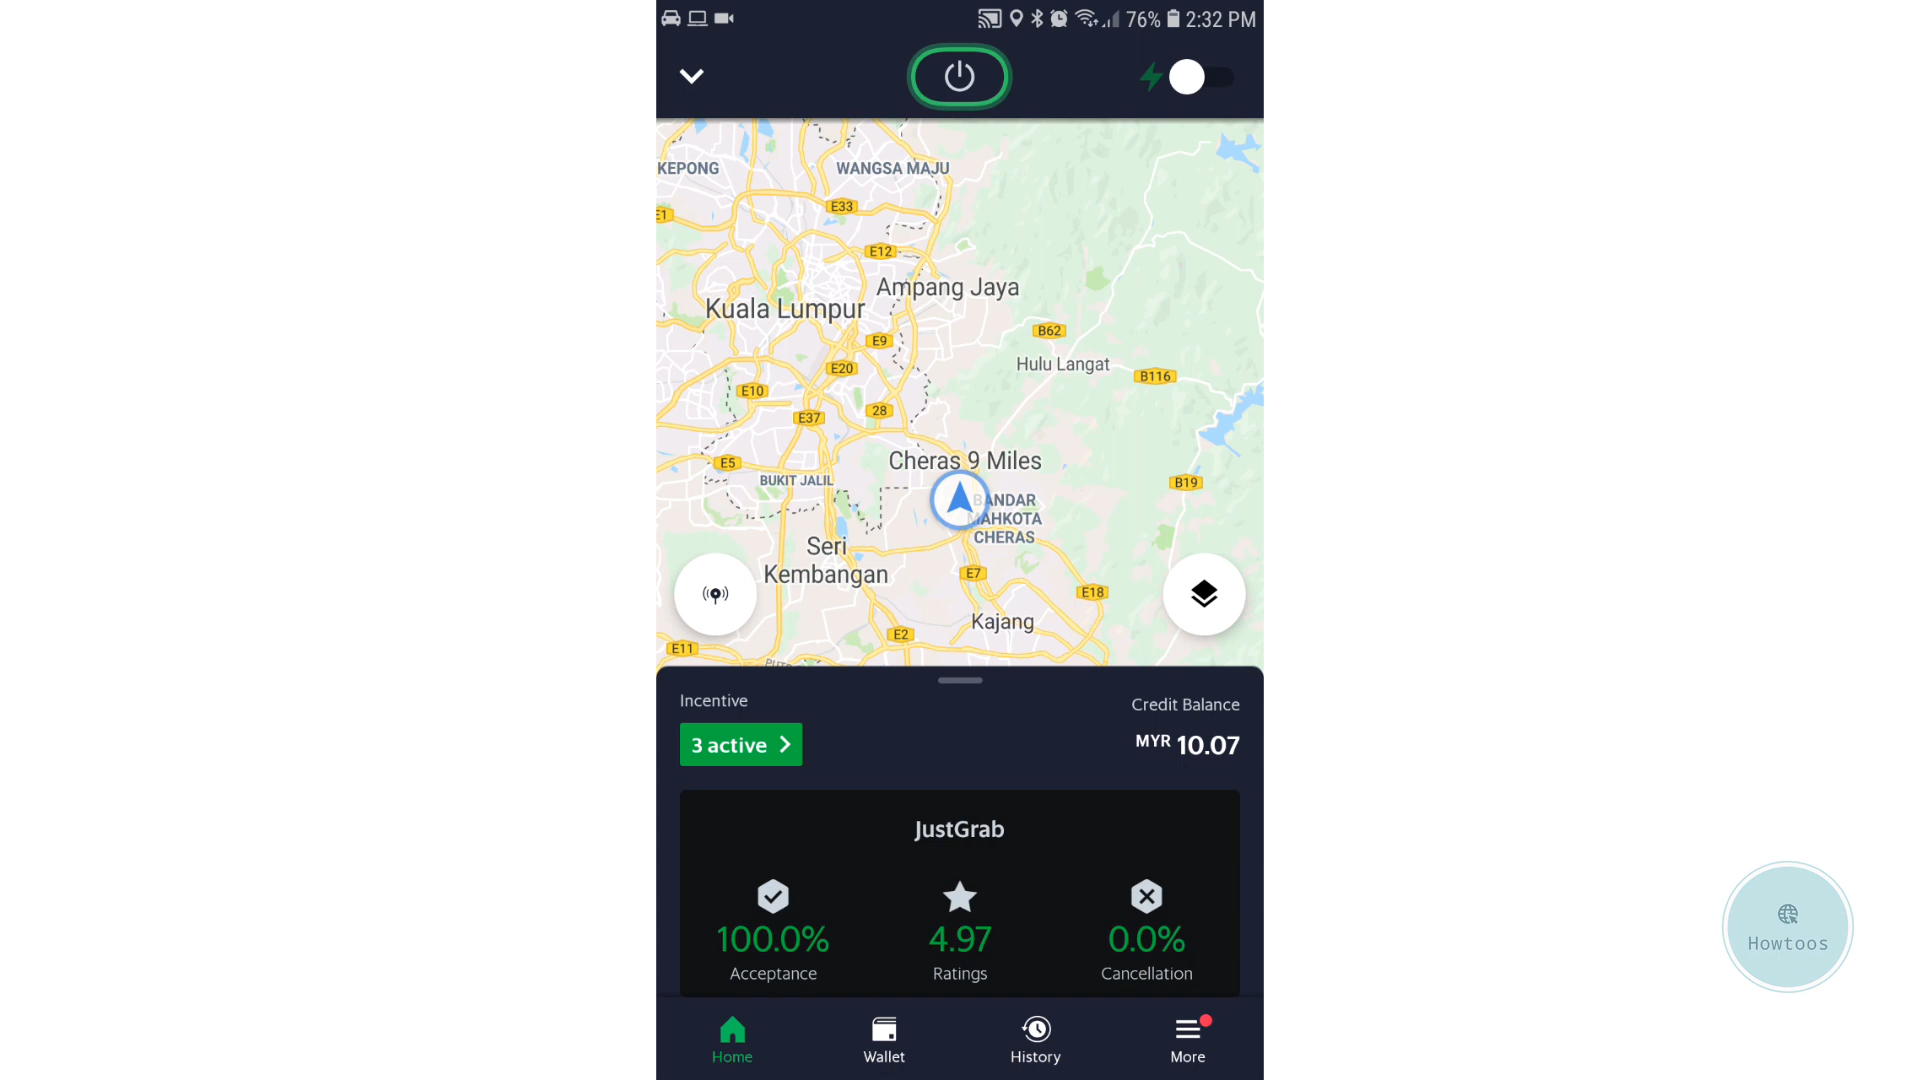 76% 2:32 PM
KEPONG
WANGSA MAJU
E1
E33
E12
Ampang Jaya
Kuala Lumpur
B62
E9
Hulu Langat
E20
B116
E10
28
E37
Cheras 9 Miles
E5
BUKIT JALIL
B19
BANDAR
MAHKOTA
CHERAS
Seri
Kembangan
E7
E18
Kajang
E2
E11
Incentive
Credit Balance
3 active
MYR 10.07
JustGrab
100.0%
4.97
0.0%
Acceptance
Ratings
Cancellation
Howtoos
Home
Wallet
History
More